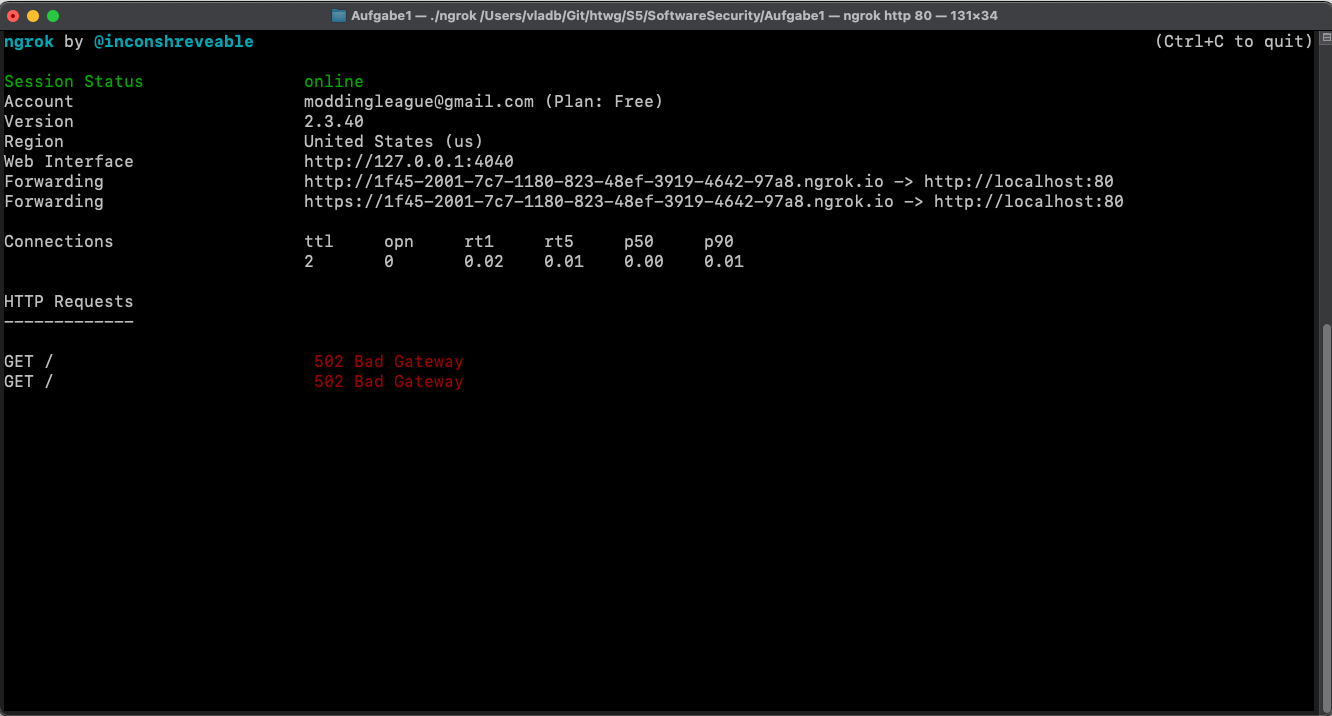 Aufgabe1 — ./ngrok /Users/vladb/Git/htwg/S5/SoftwareSecurity/Aufgabe1 — ngrok http 80 — 131×34
ngrok by @inconshreveable (Ctrl+C to quit)
Session Status online
Account moddingleague@gmail.com (Plan: Free)
Version 2.3.40
Region United States (us)
Web Interface http://127.0.0.1:4040
Forwarding http://1f45-2001-7c7-1180-823-48ef-3919-4642-97a8.ngrok.io -> http://localhost:80
Forwarding https://1f45-2001-7c7-1180-823-48ef-3919-4642-97a8.ngrok.io -> http://localhost:80
Connections ttl opn rt1 rt5 p50 p90
2 0 0.02 0.01 0.00 0.01
HTTP Requests
-------------
GET / 502 Bad Gateway
GET / 502 Bad Gateway